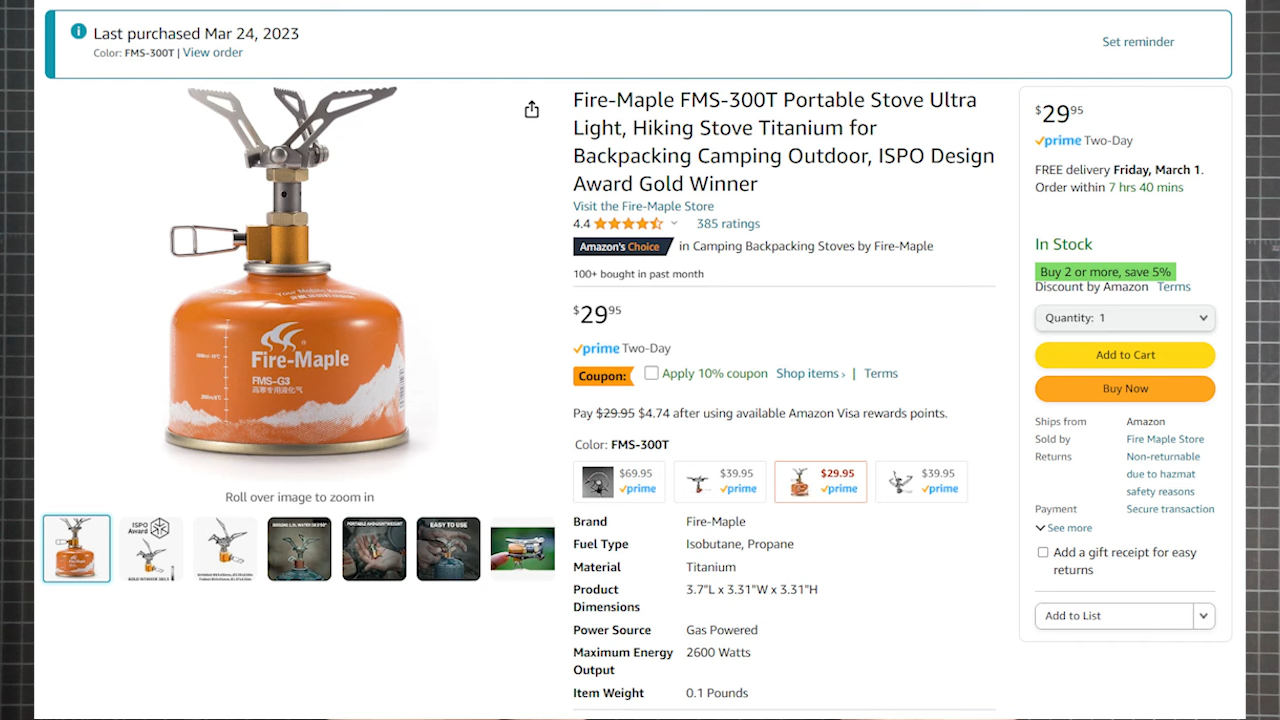 Last purchased Mar 24, 2023
Color: FMS-300T | View order
Set reminder
Fire-Maple
FMS-G3
Roll over image to zoom in
ISPO
Award
EASY TO USE
Fire-Maple FMS-300T Portable Stove Ultra
Light, Hiking Stove Titanium for
Backpacking Camping Outdoor, ISPO Design
Award Gold Winner
Visit the Fire-Maple Store
4.4 385 ratings
Amazon's Choice in Camping Backpacking Stoves by Fire-Maple
100+ bought in past month
$2995
prime Two-Day
Coupon: Apply 10% coupon Shop items › | Terms
Pay $29.95 $4.74 after using available Amazon Visa rewards points.
Color: FMS-300T
$69.95 $39.95 $29.95 $39.95
prime prime prime prime
Brand Fire-Maple
Fuel Type Isobutane, Propane
Material Titanium
Product 3.7"L x 3.31"W x 3.31"H
Dimensions
Power Source Gas Powered
Maximum Energy 2600 Watts
Output
Item Weight 0.1 Pounds
$2995
prime Two-Day
FREE delivery Friday, March 1.
Order within 7 hrs 40 mins
In Stock
Buy 2 or more, save 5%
Discount by Amazon Terms
Quantity: 1
Add to Cart
Buy Now
Ships from Amazon
Sold by Fire Maple Store
Returns Non-returnable
due to hazmat
safety reasons
Payment Secure transaction
See more
Add a gift receipt for easy
returns
Add to List